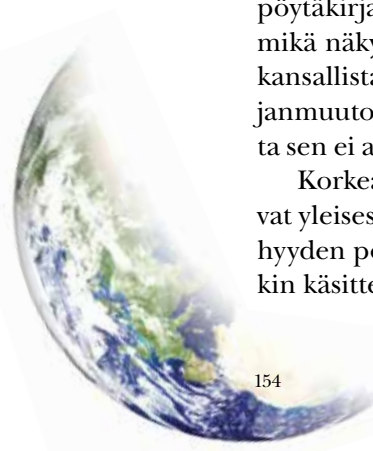 pöytäkirja
mikä näky
kansallista
janmuuto
ta sen ei a
Korkea
vat yleises
hyyden po
kin käsitte
154